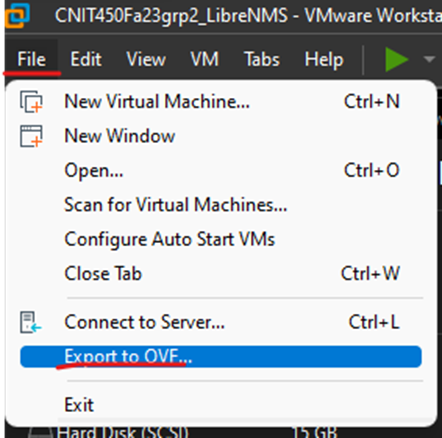 CNIT450Fa23grp2_LibreNMS - VMware Worksta
File Edit View VM Tabs Help
New Virtual Machine... Ctrl+N
New Window
Open... Ctrl+O
Scan for Virtual Machines...
Configure Auto Start VMs
Close Tab Ctrl+W
Connect to Server... Ctrl+L
Export to OVF...
Exit
Hard Disk (SCSI) 15 GB